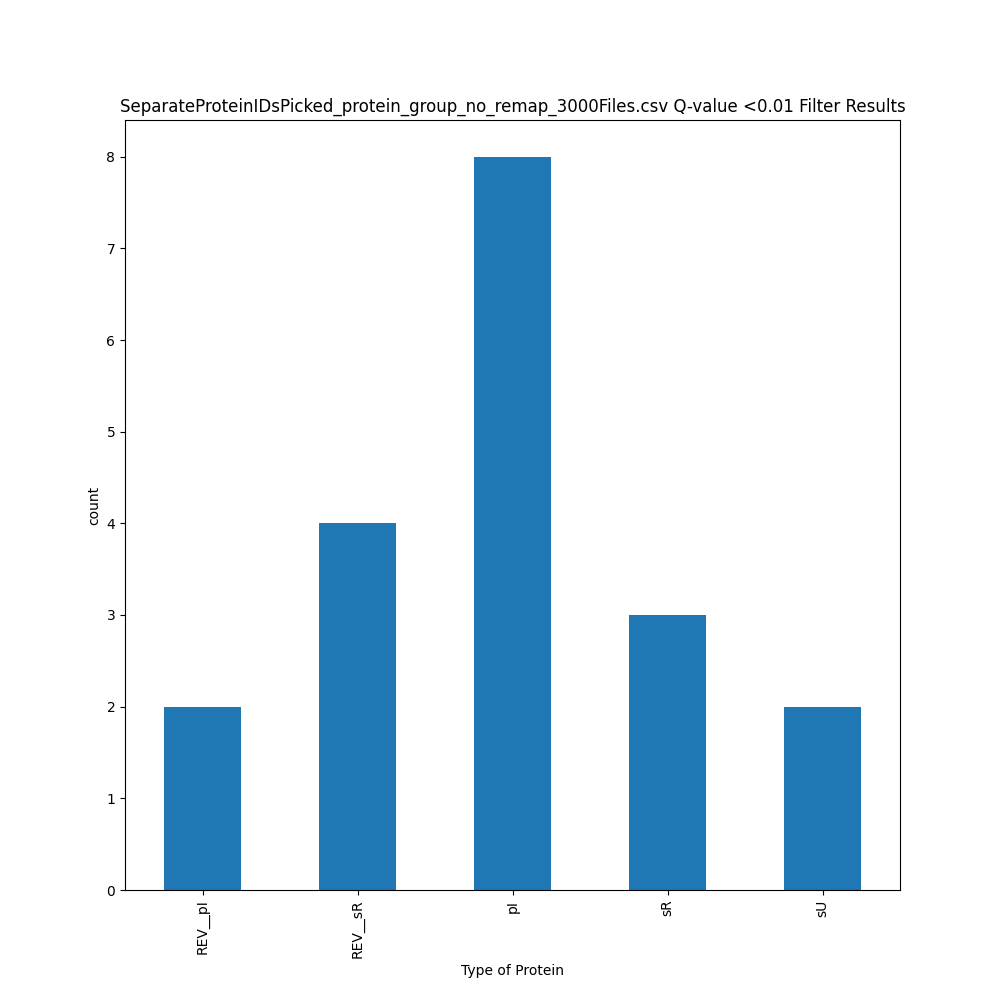 SeparateProteinIDsPicked_protein_group_no_remap_3000Files.csv Q-value <0.01 Filter Results
8
7
6
5
4
3
2
1
0
count
REV__pI
REV__sR
pI
sR
sU
Type of Protein